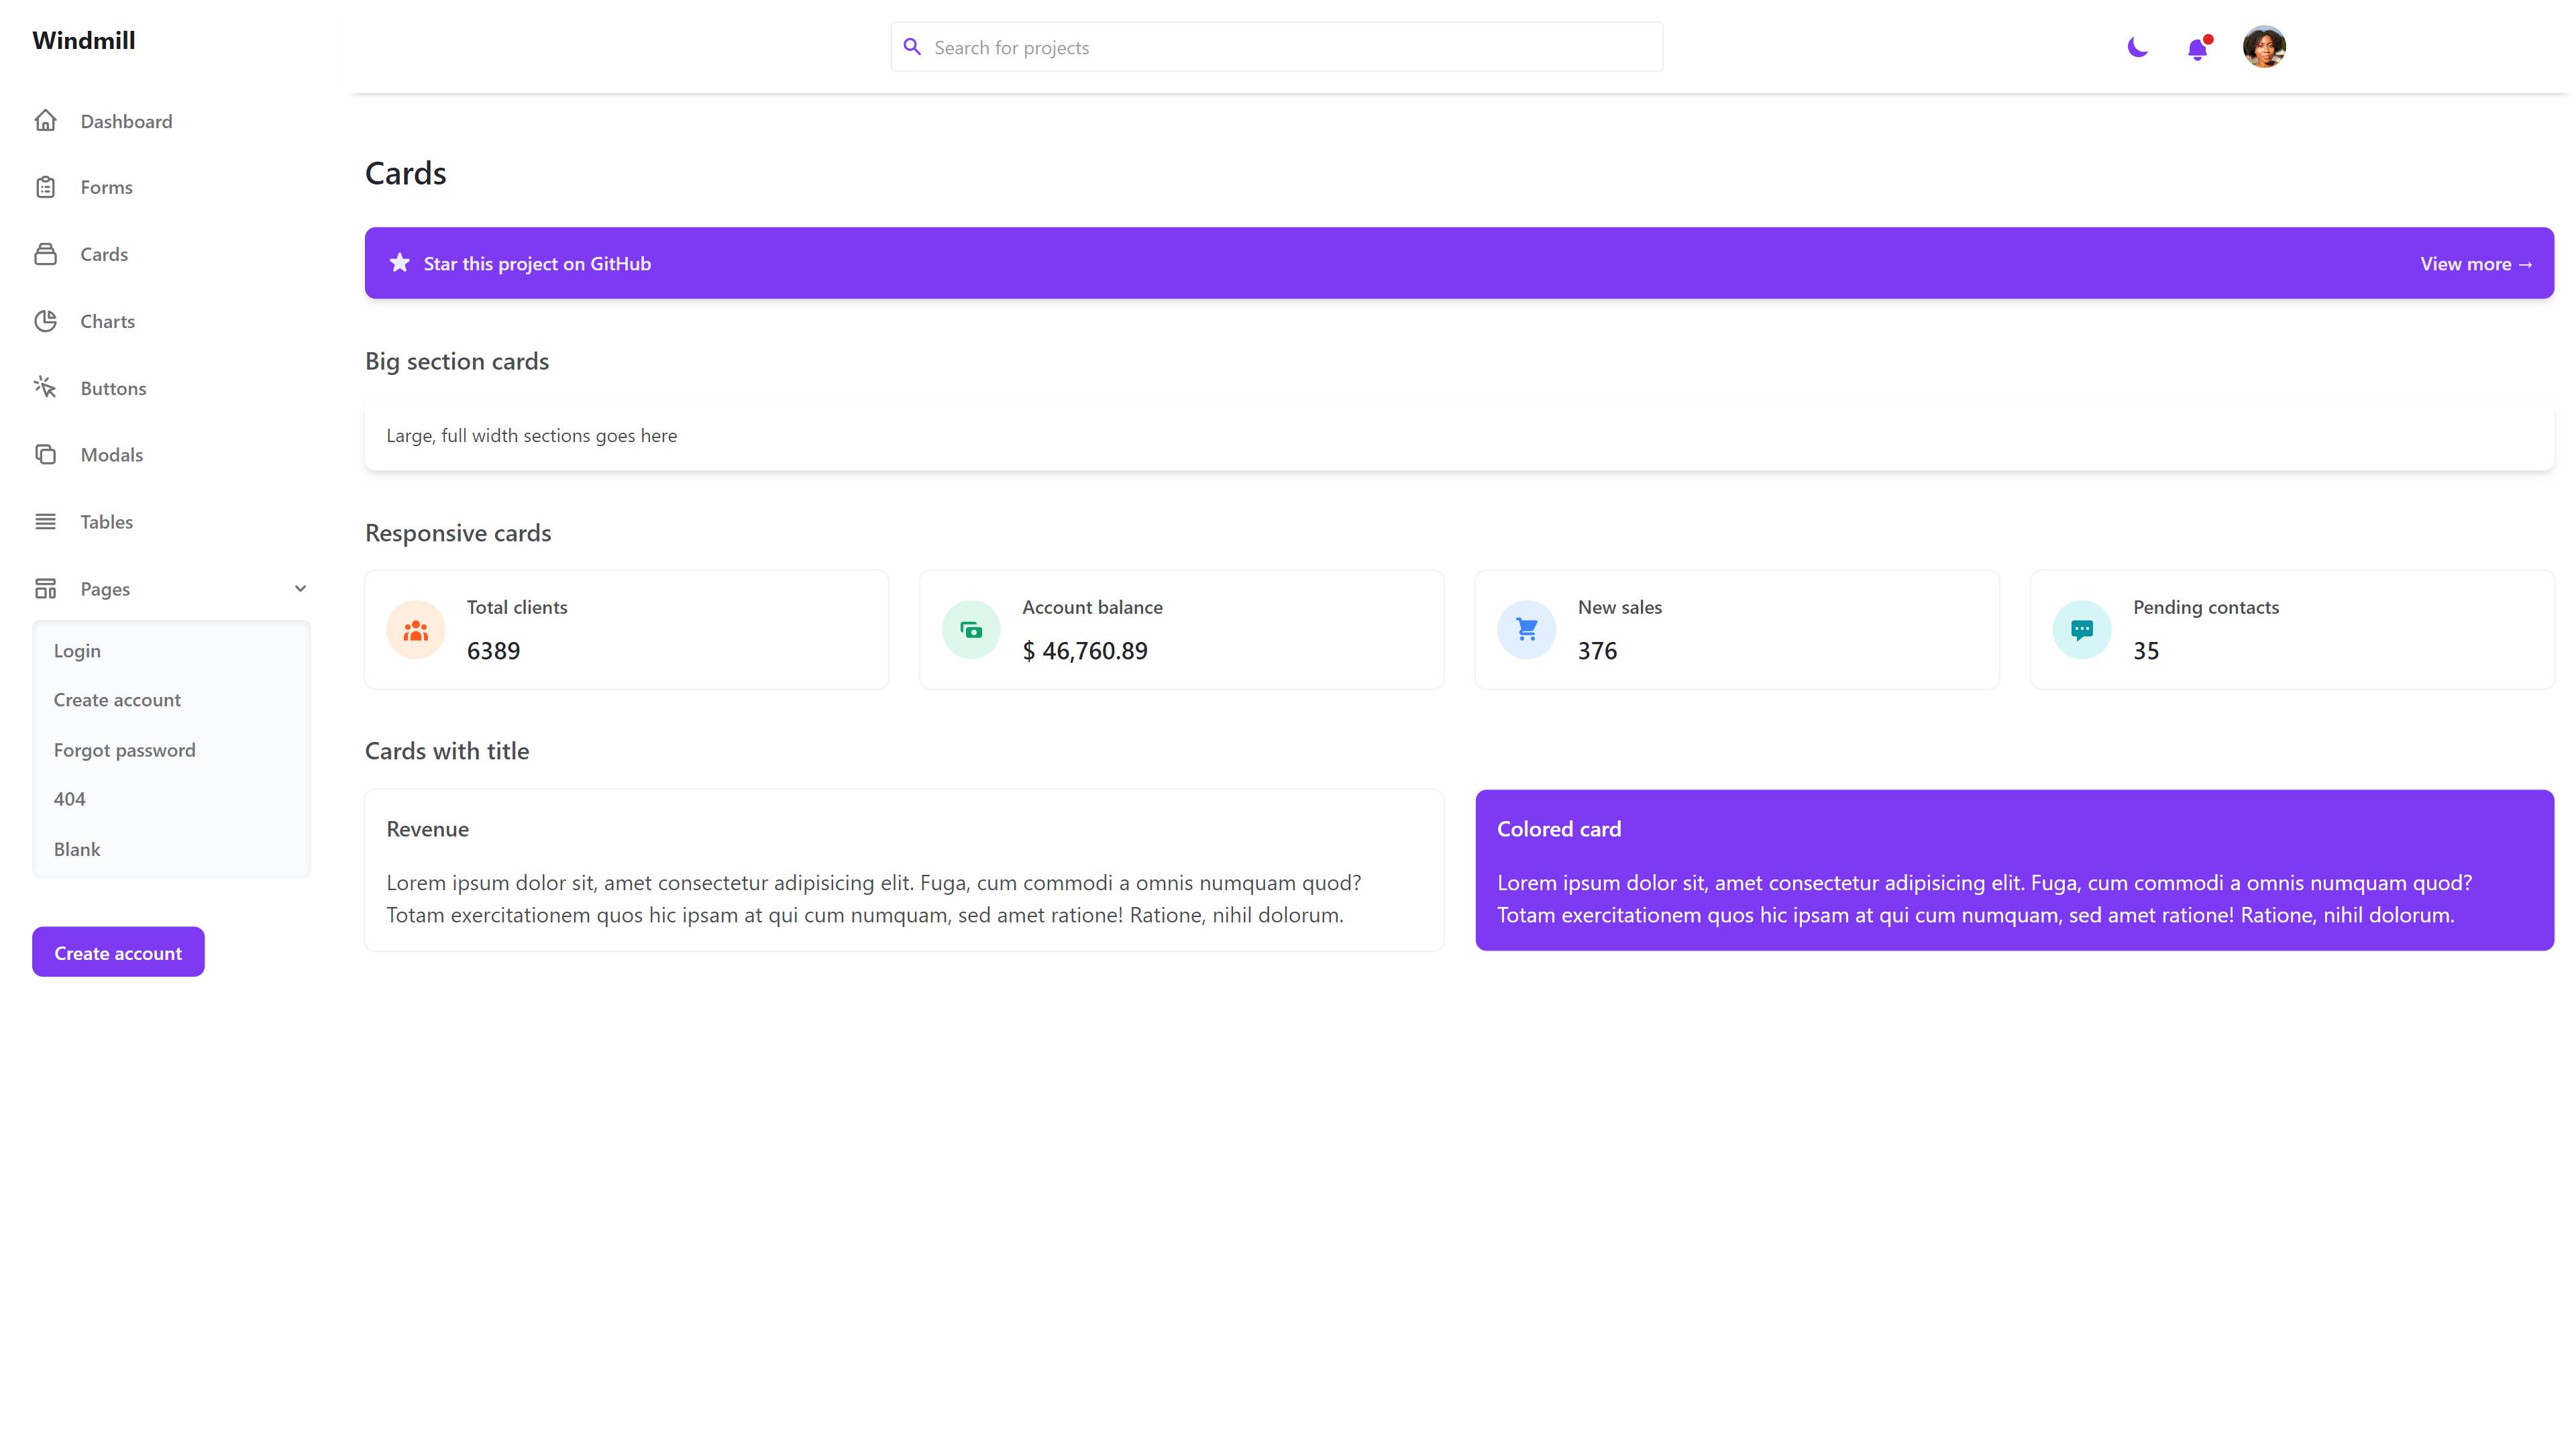 Windmill
Search for projects
Dashboard
Forms
Cards
Charts
Buttons
Modals
Tables
Pages
Login
Create account
Forgot password
404
Blank
Create account
Cards
Star this project on GitHub
View more →
Big section cards
Large, full width sections goes here
Responsive cards
Total clients
6389
Account balance
$ 46,760.89
New sales
376
Pending contacts
35
Cards with title
Revenue
Lorem ipsum dolor sit, amet consectetur adipisicing elit. Fuga, cum commodi a omnis numquam quod?
Totam exercitationem quos hic ipsam at qui cum numquam, sed amet ratione! Ratione, nihil dolorum.
Colored card
Lorem ipsum dolor sit, amet consectetur adipisicing elit. Fuga, cum commodi a omnis numquam quod?
Totam exercitationem quos hic ipsam at qui cum numquam, sed amet ratione! Ratione, nihil dolorum.